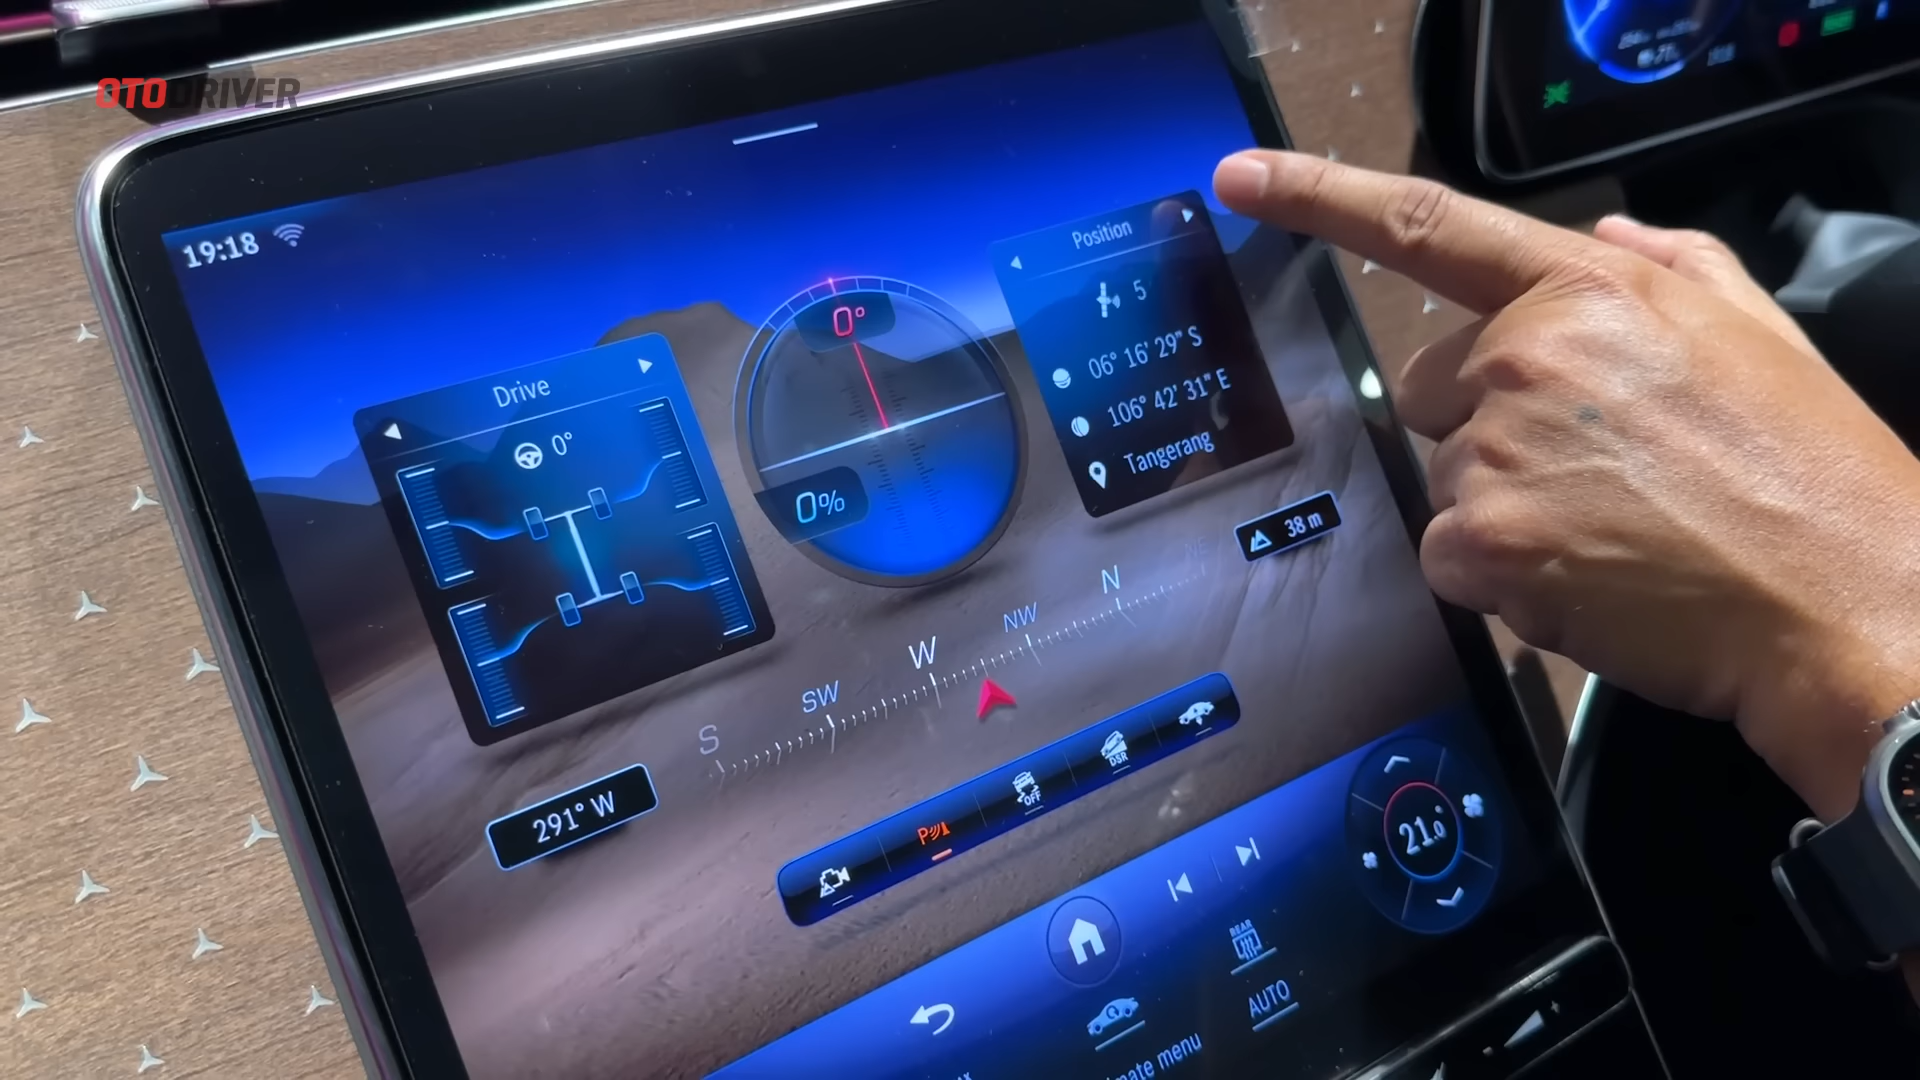 OTODRIVER
19:18
Drive
0°
0°
0%
Position
5
06° 16' 29" S
106° 42' 31" E
Tangerang
38 m
S
SW
W
NW
N
NE
291° W
P
OFF
DSR
21.0°
REAR
AUTO
menu